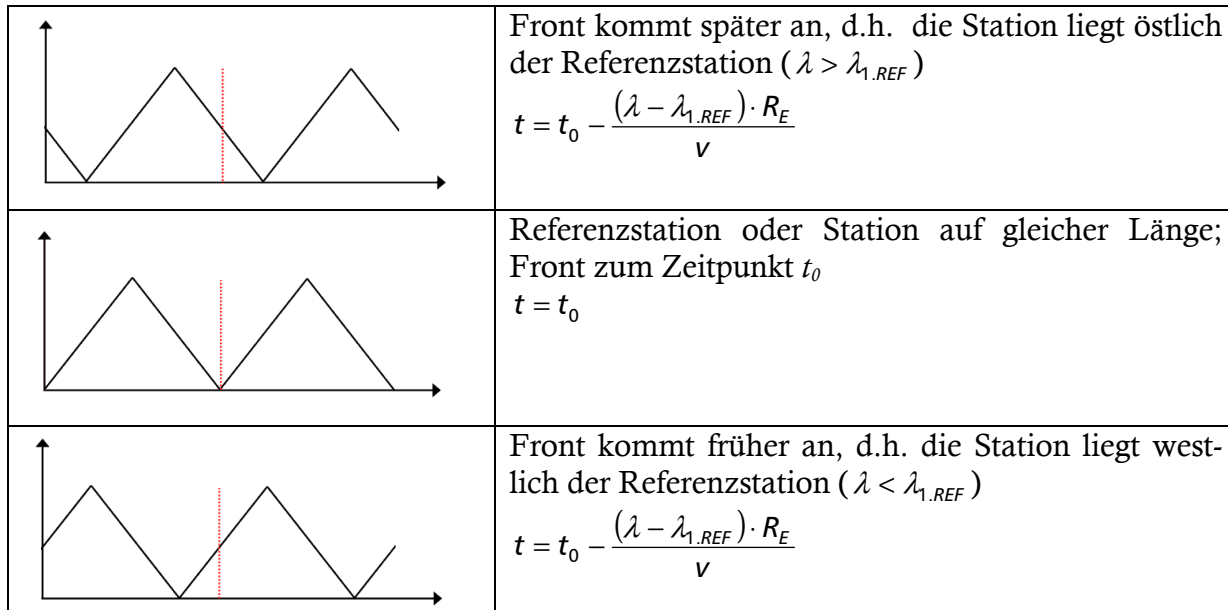 Front kommt später an, d.h. die Station liegt östlich
der Referenzstation ( λ > λ₁.REF )
t = t₀ − (λ − λ₁.REF) · R_E / v
Referenzstation oder Station auf gleicher Länge;
Front zum Zeitpunkt t₀
t = t₀
Front kommt früher an, d.h. die Station liegt west-
lich der Referenzstation ( λ < λ₁.REF )
t = t₀ − (λ − λ₁.REF) · R_E / v